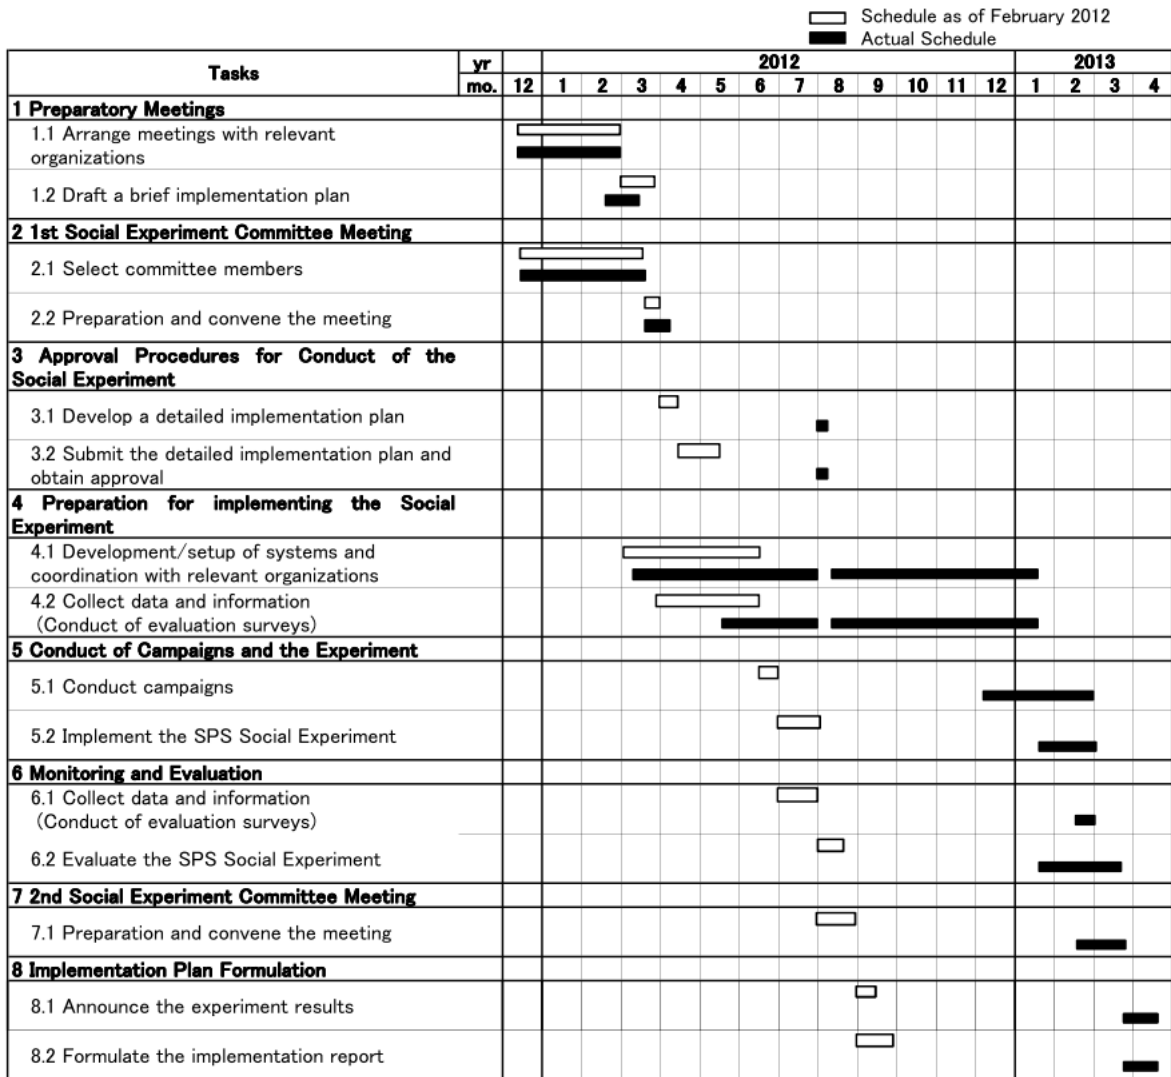 Schedule as of February 2012
Actual Schedule
Tasks yr 2012 2013
mo. 12 1 2 3 4 5 6 7 8 9 10 11 12 1 2 3 4
1 Preparatory Meetings
1.1 Arrange meetings with relevant
organizations
1.2 Draft a brief implementation plan
2 1st Social Experiment Committee Meeting
2.1 Select committee members
2.2 Preparation and convene the meeting
3 Approval Procedures for Conduct of the
Social Experiment
3.1 Develop a detailed implementation plan
3.2 Submit the detailed implementation plan and
obtain approval
4 Preparation for implementing the Social
Experiment
4.1 Development/setup of systems and
coordination with relevant organizations
4.2 Collect data and information
(Conduct of evaluation surveys)
5 Conduct of Campaigns and the Experiment
5.1 Conduct campaigns
5.2 Implement the SPS Social Experiment
6 Monitoring and Evaluation
6.1 Collect data and information
(Conduct of evaluation surveys)
6.2 Evaluate the SPS Social Experiment
7 2nd Social Experiment Committee Meeting
7.1 Preparation and convene the meeting
8 Implementation Plan Formulation
8.1 Announce the experiment results
8.2 Formulate the implementation report